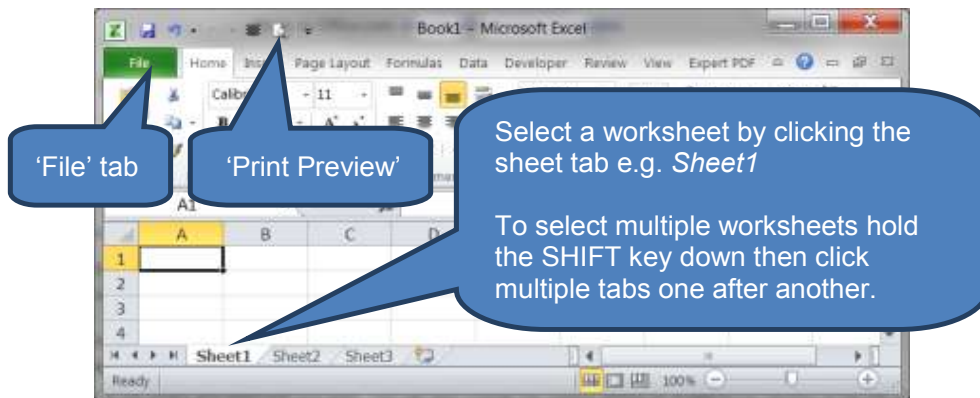 Book1 - Microsoft Excel
File Home Page Layout Formulas Data Developer Review View Expert PDF
11
'File' tab
'Print Preview'
Select a worksheet by clicking the
sheet tab e.g. Sheet1
To select multiple worksheets hold
the SHIFT key down then click
multiple tabs one after another.
A1
A B C D
1
2
3
4
Sheet1 Sheet2 Sheet3
Ready 100%